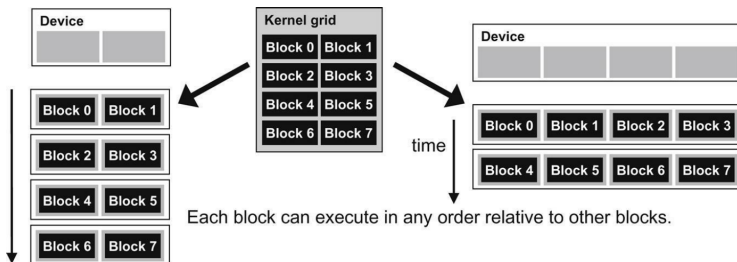 Device
Block 0 Block 1
Block 2 Block 3
Block 4 Block 5
Block 6 Block 7
Kernel grid
Block 0 Block 1
Block 2 Block 3
Block 4 Block 5
Block 6 Block 7
Device
time
Block 0 Block 1 Block 2 Block 3
Block 4 Block 5 Block 6 Block 7
Each block can execute in any order relative to other blocks.